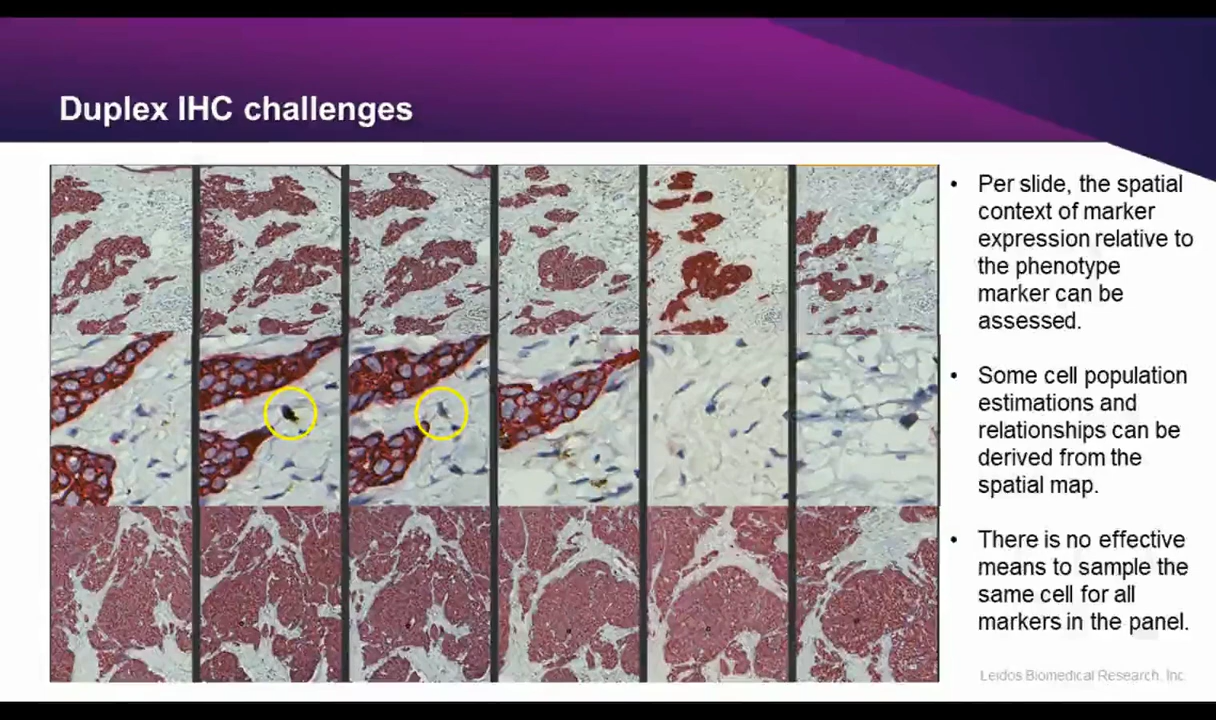 Duplex IHC challenges
• Per slide, the spatial
context of marker
expression relative to
the phenotype
marker can be
assessed.
• Some cell population
estimations and
relationships can be
derived from the
spatial map.
• There is no effective
means to sample the
same cell for all
markers in the panel.
Leidos Biomedical Research, Inc.